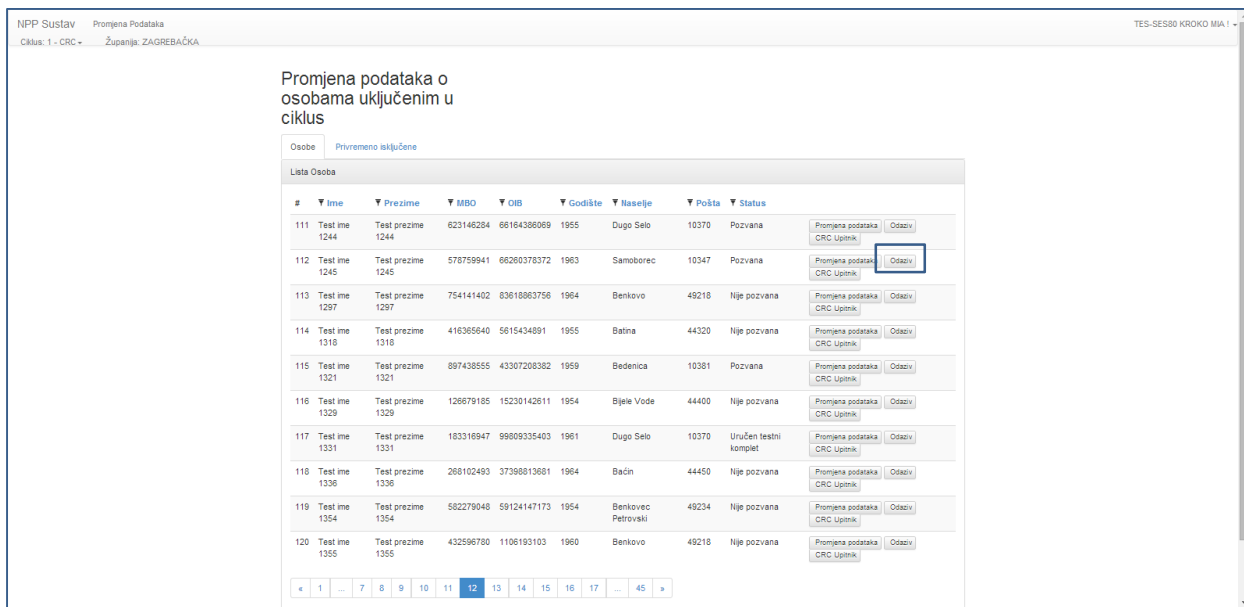 NPP Sustav Promjena Podataka TES-SES80 KROKO MIA !
Ciklus: 1 - CRC Županija: ZAGREBAČKA
Promjena podataka o
osobama uključenim u
ciklus
Osobe Privremeno isključene
Lista Osoba
# Ime Prezime MBO OIB Godište Naselje Pošta Status
111 Test ime Test prezime 623146284 66164386069 1955 Dugo Selo 10370 Pozvana Promjena podataka Odaziv
1244 1244 CRC Upitnik
112 Test ime Test prezime 578759941 66260378372 1963 Samoborec 10347 Pozvana Promjena podataka Odaziv
1245 1245 CRC Upitnik
113 Test ime Test prezime 754141402 83618863756 1964 Benkovo 49218 Nije pozvana Promjena podataka Odaziv
1297 1297 CRC Upitnik
114 Test ime Test prezime 416365640 5615434891 1955 Batina 44320 Nije pozvana Promjena podataka Odaziv
1318 1318 CRC Upitnik
115 Test ime Test prezime 897438555 43307208382 1959 Bedenica 10381 Pozvana Promjena podataka Odaziv
1321 1321 CRC Upitnik
116 Test ime Test prezime 126679185 15230142611 1954 Bijele Vode 44400 Nije pozvana Promjena podataka Odaziv
1329 1329 CRC Upitnik
117 Test ime Test prezime 183316947 99809335403 1961 Dugo Selo 10370 Uručen testni Promjena podataka Odaziv
1331 1331 komplet CRC Upitnik
118 Test ime Test prezime 268102493 37398813681 1964 Baćin 44450 Nije pozvana Promjena podataka Odaziv
1336 1336 CRC Upitnik
119 Test ime Test prezime 582279048 59124147173 1954 Benkovec 49234 Nije pozvana Promjena podataka Odaziv
1354 1354 Petrovski CRC Upitnik
120 Test ime Test prezime 432596780 1106193103 1960 Benkovo 49218 Nije pozvana Promjena podataka Odaziv
1355 1355 CRC Upitnik
« 1 ... 7 8 9 10 11 12 13 14 15 16 17 ... 45 »